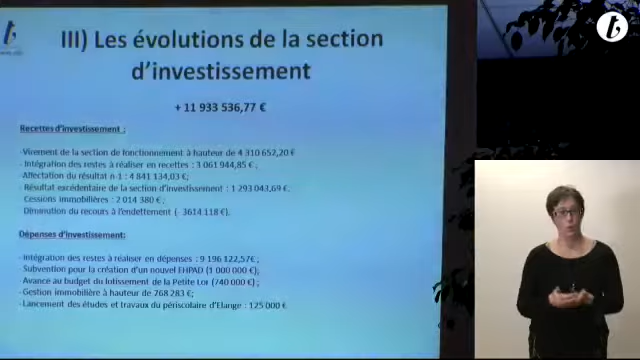 III) Les évolutions de la section
d'investissement
+ 11 933 536,77 €
Recettes d'investissement :
-Virement de la section de fonctionnement à hauteur de 4 310 652,20 €
- Intégration des restes à réaliser en recettes : 3 061 944,85 € ;
Affectation du résultat n-1 : 4 841 134,03 €;
- Résultat excédentaire de la section d'investissement : 1 293 043,69 €.
Cessions immobilières : 2 014 380 € ;
Diminution du recours à l'endettement (- 3614 118 €).
Dépenses d'investissement:
- Intégration des restes à réaliser en dépenses : 9 196 122,57€ ;
Subvention pour la création d'un nouvel EHPAD (1 000 000 €);
Avance au budget du lotissement de la Petite Lor (740 000 €) ;
- Gestion immobilière à hauteur de 768 283 €;
- Lancement des études et travaux du périscolaire d'Elange : 125 000 €